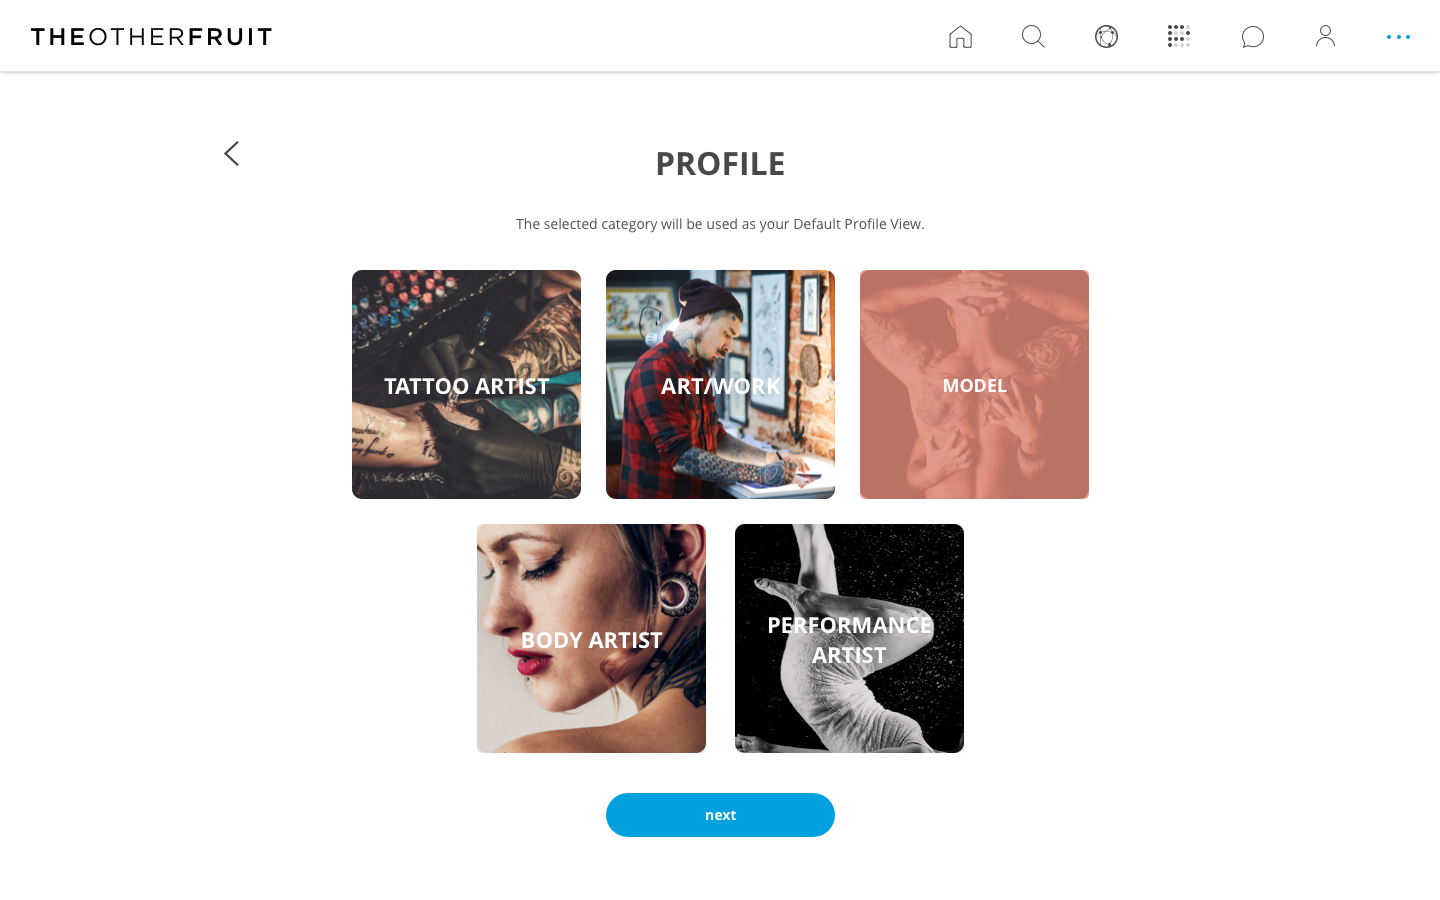 THEOTHERFRUIT
PROFILE
The selected category will be used as your Default Profile View.
TATTOO ARTIST
ART/WORK
MODEL
BODY ARTIST
PERFORMANCE
ARTIST
next